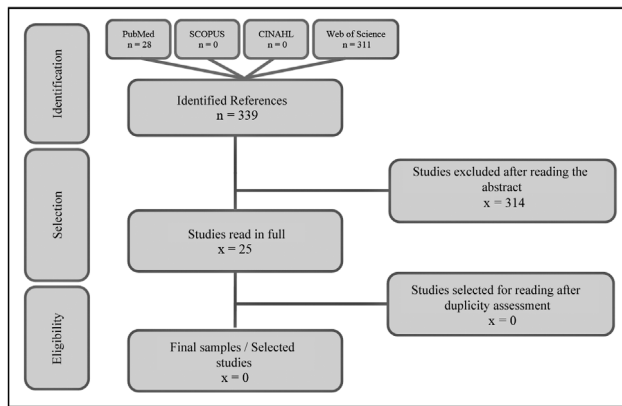 PubMed
n = 28
SCOPUS
n = 0
CINAHL
n = 0
Web of Science
n = 311
Identification
Identified References
n = 339
Selection
Studies excluded after reading the
abstract
x = 314
Studies read in full
x = 25
Eligibility
Studies selected for reading after
duplicity assessment
x = 0
Final samples / Selected
studies
x = 0